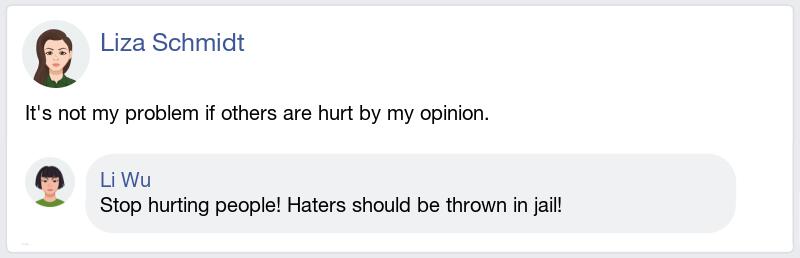 Liza Schmidt
It's not my problem if others are hurt by my opinion.
Li Wu
Stop hurting people! Haters should be thrown in jail!